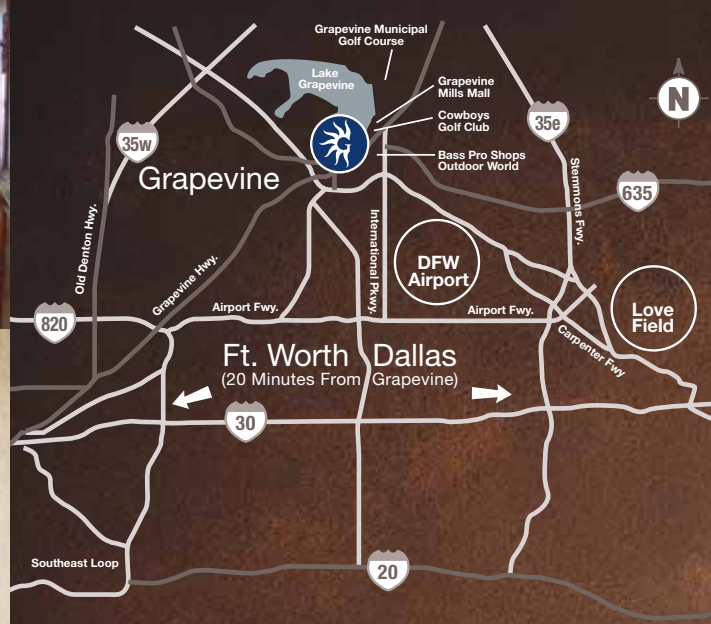 Grapevine Municipal
Golf Course
Lake
Grapevine
Grapevine
Mills Mall
N
Cowboys
Golf Club
35e
35w
Bass Pro Shops
Outdoor World
Grapevine
Stemmons Fwy.
635
Old Denton Hwy.
Grapevine Hwy.
International Pkwy.
DFW
Airport
Airport Fwy.
Airport Fwy.
Love
Field
820
Carpenter Fwy
Ft. Worth
Dallas
(20 Minutes From Grapevine)
30
Southeast Loop
20